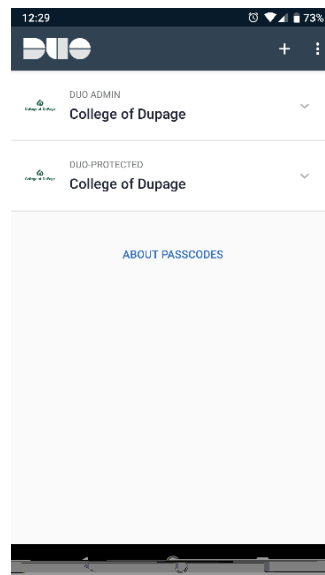 12:29
73%
DUO
+
DUO ADMIN
College of Dupage
DUO-PROTECTED
College of Dupage
ABOUT PASSCODES